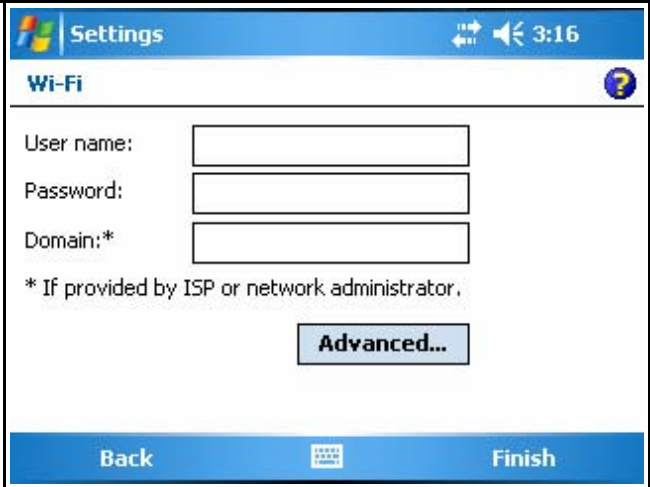 Settings 3:16
Wi-Fi ?
User name:
Password:
Domain:*
* If provided by ISP or network administrator.
Advanced...
Back Finish